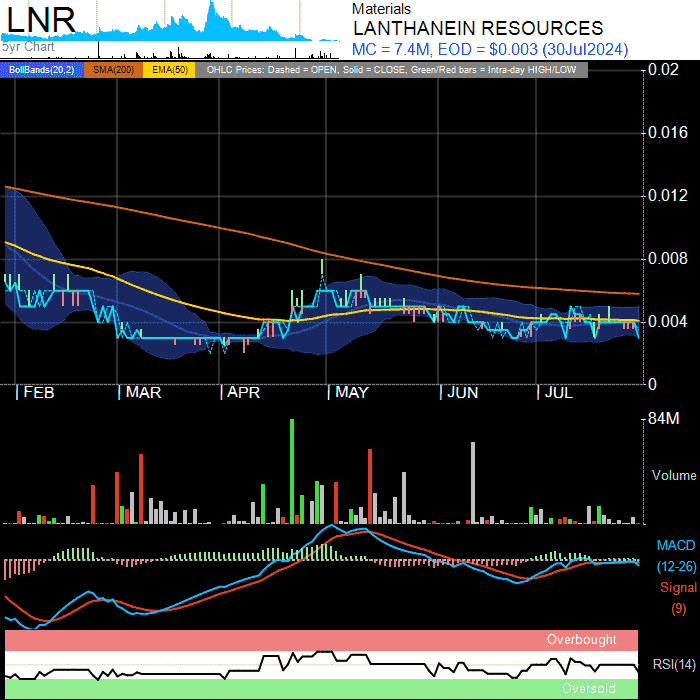 LNR
5yr Chart
Materials
LANTHANEIN RESOURCES
MC = 7.4M, EOD = $0.003 (30Jul2024)
BollBands(20,2) SMA(200) EMA(50) OHLC Prices: Dashed = OPEN, Solid = CLOSE, Green/Red bars = Intra-day HIGH/LOW
0.02
0.016
0.012
0.008
0.004
0
FEB MAR APR MAY JUN JUL
84M
Volume
MACD
(12-26)
Signal
(9)
Overbought
RSI(14)
Oversold